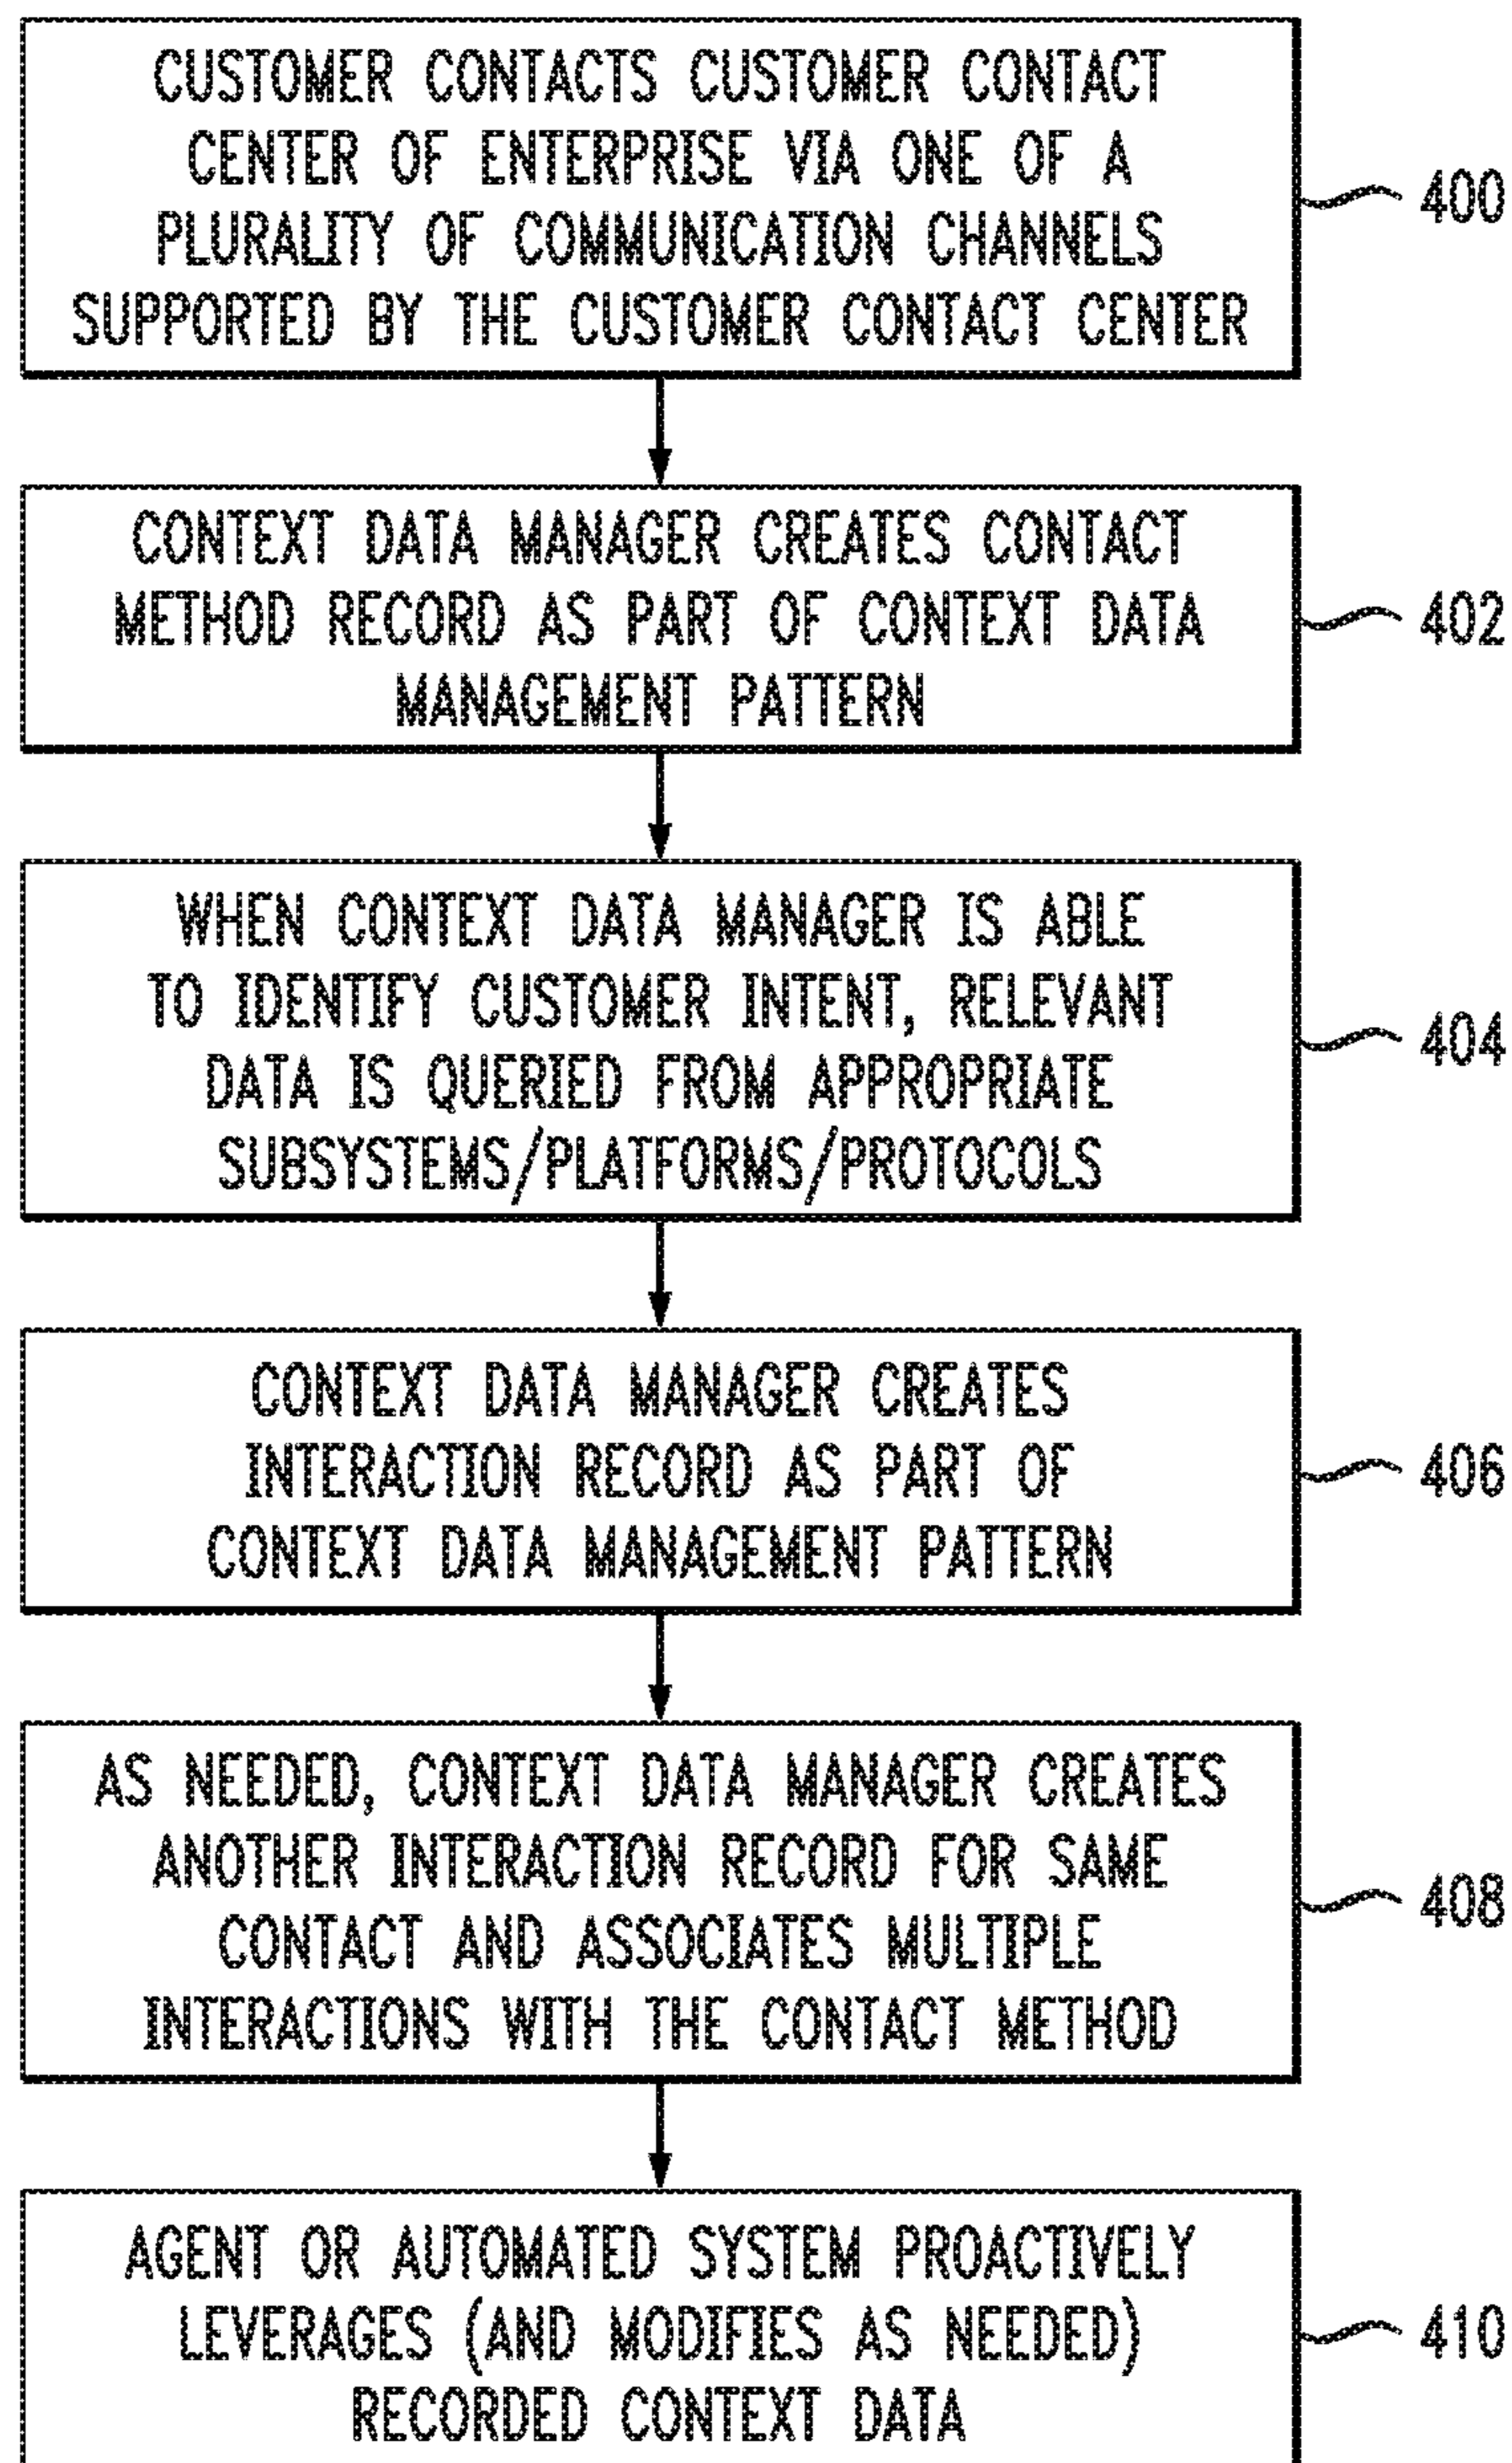 CUSTOMER CONTACTS CUSTOMER CONTACT
CENTER OF ENTERPRISE VIA ONE OF A
PLURALITY OF COMMUNICATION CHANNELS
SUPPORTED BY THE CUSTOMER CONTACT CENTER
400
CONTEXT DATA MANAGER CREATES CONTACT
METHOD RECORD AS PART OF CONTEXT DATA
MANAGEMENT PATTERN
402
WHEN CONTEXT DATA MANAGER IS ABLE
TO IDENTIFY CUSTOMER INTENT, RELEVANT
DATA IS QUERIED FROM APPROPRIATE
SUBSYSTEMS/PLATFORMS/PROTOCOLS
404
CONTEXT DATA MANAGER CREATES
INTERACTION RECORD AS PART OF
CONTEXT DATA MANAGEMENT PATTERN
406
AS NEEDED, CONTEXT DATA MANAGER CREATES
ANOTHER INTERACTION RECORD FOR SAME
CONTACT AND ASSOCIATES MULTIPLE
INTERACTIONS WITH THE CONTACT METHOD
408
AGENT OR AUTOMATED SYSTEM PROACTIVELY
LEVERAGES (AND MODIFIES AS NEEDED)
RECORDED CONTEXT DATA
410